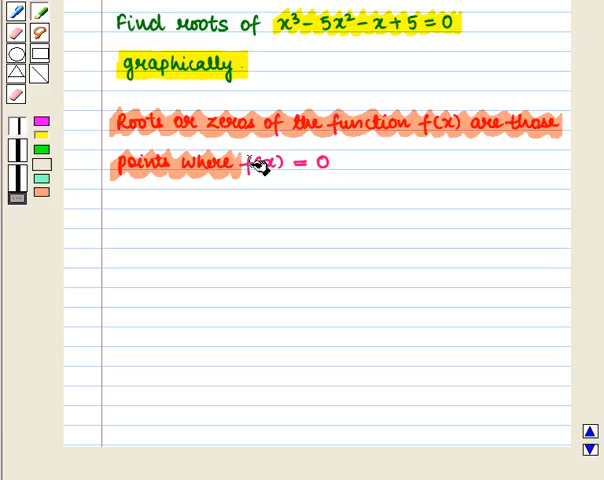 Find roots of x³ - 5x² - x + 5 = 0
graphically.
Roots or zeros of the function f(x) are those
points where f(x) = 0